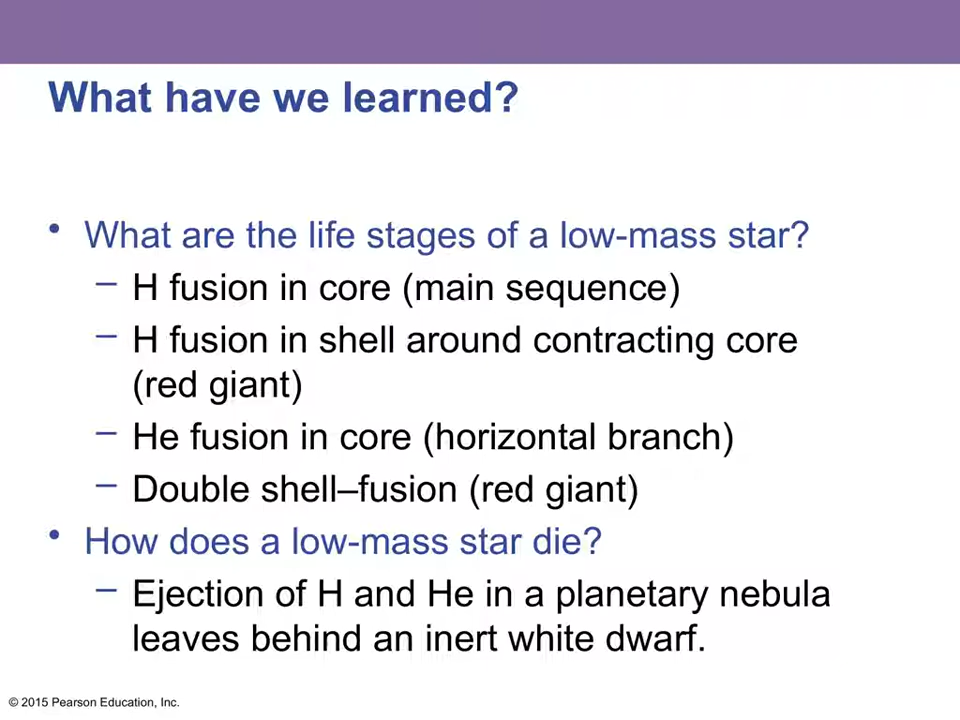 What have we learned?
• What are the life stages of a low-mass star?
– H fusion in core (main sequence)
– H fusion in shell around contracting core
(red giant)
– He fusion in core (horizontal branch)
– Double shell–fusion (red giant)
• How does a low-mass star die?
– Ejection of H and He in a planetary nebula
leaves behind an inert white dwarf.
© 2015 Pearson Education, Inc.